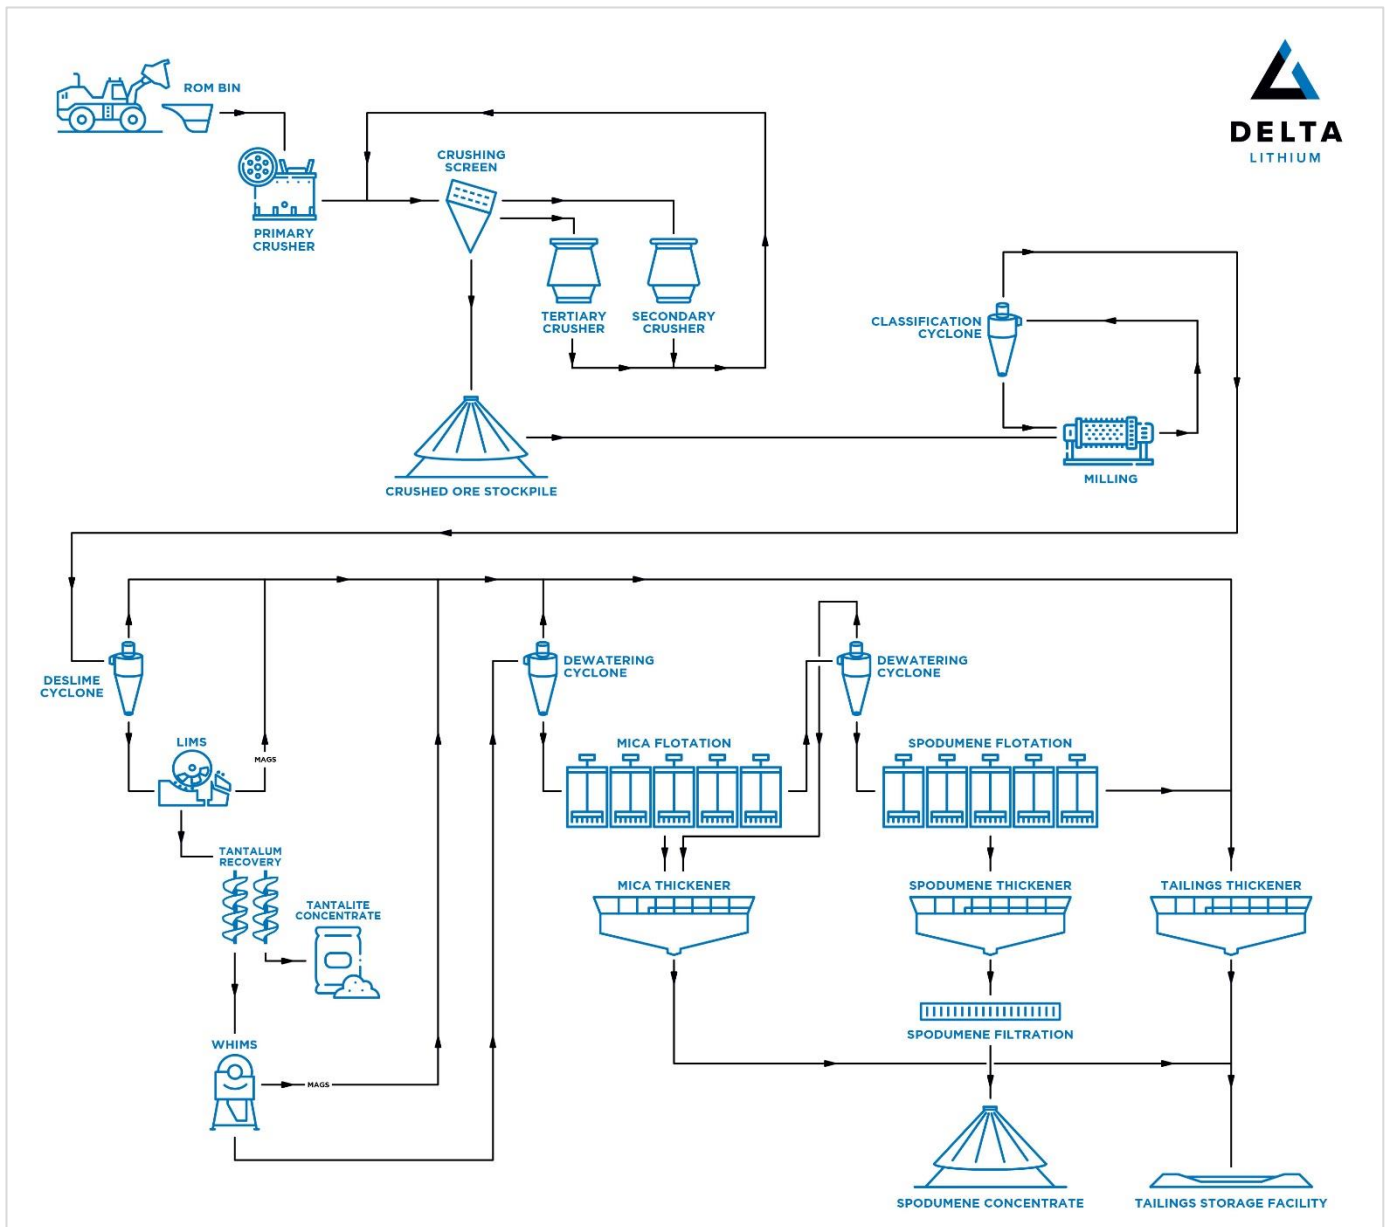 ROM BIN
DELTA
LITHIUM
CRUSHING
SCREEN
PRIMARY
CRUSHER
TERTIARY
CRUSHER
SECONDARY
CRUSHER
CLASSIFICATION
CYCLONE
MILLING
CRUSHED ORE STOCKPILE
DESLIME
CYCLONE
DEWATERING
CYCLONE
DEWATERING
CYCLONE
LIMS
MAGS
MICA FLOTATION
SPODUMENE FLOTATION
TANTALUM
RECOVERY
TANTALITE
CONCENTRATE
MICA THICKENER
SPODUMENE THICKENER
TAILINGS THICKENER
SPODUMENE FILTRATION
WHIMS
MAGS
SPODUMENE CONCENTRATE
TAILINGS STORAGE FACILITY